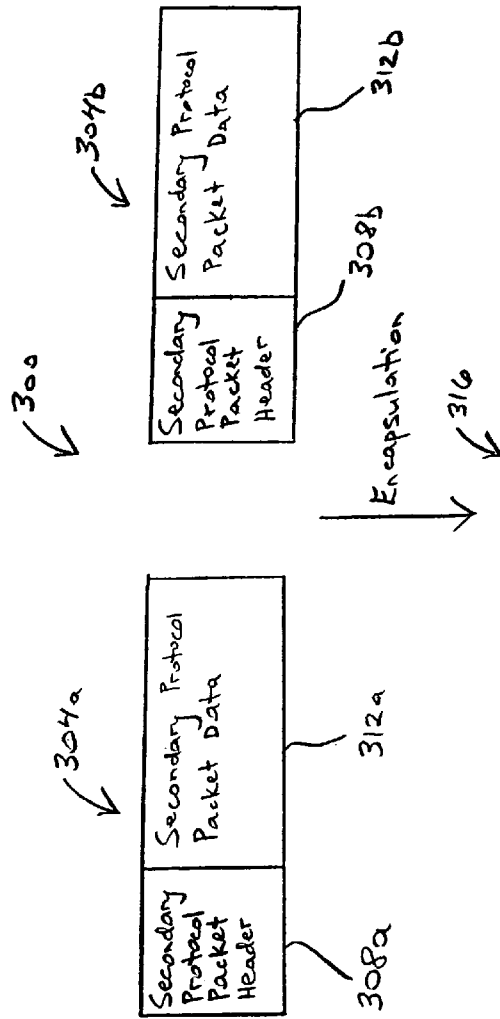 300
304a
304b
Secondary
Protocol
Packet
Header
Secondary Protocol
Packet Data
Secondary
Protocol
Packet
Header
Secondary Protocol
Packet Data
308a
312a
308b
312b
Encapsulation
316